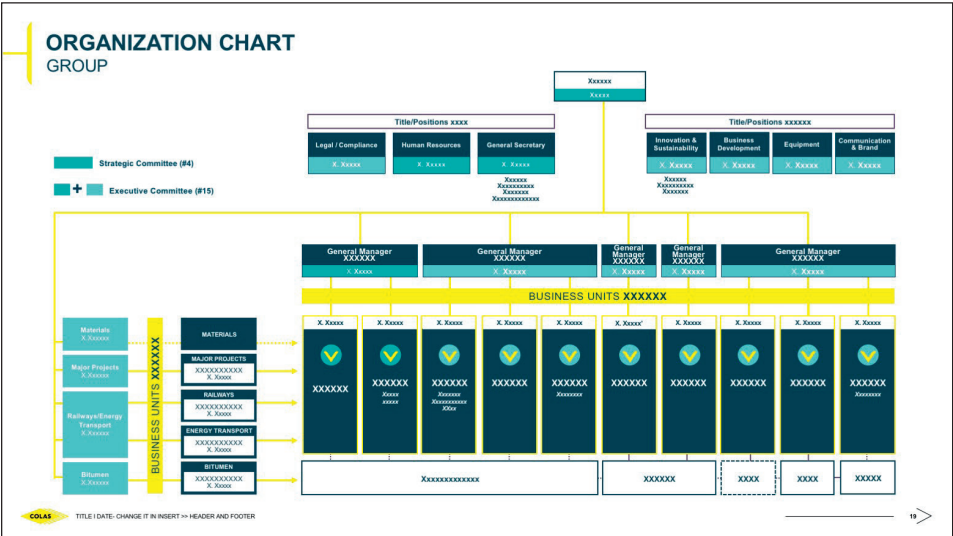 ORGANIZATION CHART
GROUP
Xxxxxx
Xxxxx
Title/Positions xxxx
Title/Positions xxxxxx
Legal / Compliance
X. Xxxxx
Human Resources
X. Xxxxx
General Secretary
X. Xxxxx
Xxxxxx
Xxxxxxxxxx
Xxxxxxx
Xxxxxxxxxxxxx
Innovation &
Sustainability
X. Xxxxx
Xxxxxx
Xxxxxxxxxx
Xxxxxxx
Business
Development
X. Xxxxx
Equipment
X. Xxxxx
Communication
& Brand
X. Xxxxx
Strategic Committee (#4)
+ Executive Committee (#15)
General Manager
XXXXXX
X. Xxxxx
General Manager
XXXXXX
X. Xxxxx
General
Manager
XXXXXX
X. Xxxxx
General
Manager
XXXXXX
X. Xxxxx
General Manager
XXXXXX
X. Xxxxx
BUSINESS UNITS XXXXXX
Materials
X.Xxxxxx
Major Projects
X.Xxxxxx
Railways/Energy
Transport
X.Xxxxxx
Bitumen
X.Xxxxxx
BUSINESS UNITS XXXXXX
MATERIALS
MAJOR PROJECTS
XXXXXXXXXX
X. Xxxxx
RAILWAYS
XXXXXXXXXX
X. Xxxxx
ENERGY TRANSPORT
XXXXXXXXXX
X. Xxxxx
BITUMEN
XXXXXXXXXX
X. Xxxxx
X. Xxxxx
XXXXXX
X. Xxxxx
XXXXXX
Xxxxx
xxxxx
X. Xxxxx
XXXXXX
Xxxxxxx
Xxxxxxxxxxx
XXxx
X. Xxxxx
XXXXXX
X. Xxxxx
XXXXXX
Xxxxxxxx
X. Xxxxx'
XXXXXX
X. Xxxxx
XXXXXX
X. Xxxxx
XXXXXX
X. Xxxxx
XXXXXX
X. Xxxxx
XXXXXX
Xxxxxxxx
Xxxxxxxxxxxxx
XXXXXX
XXXX
XXXX
XXXXX
COLAS
TITLE I DATE- CHANGE IT IN INSERT >> HEADER AND FOOTER
19